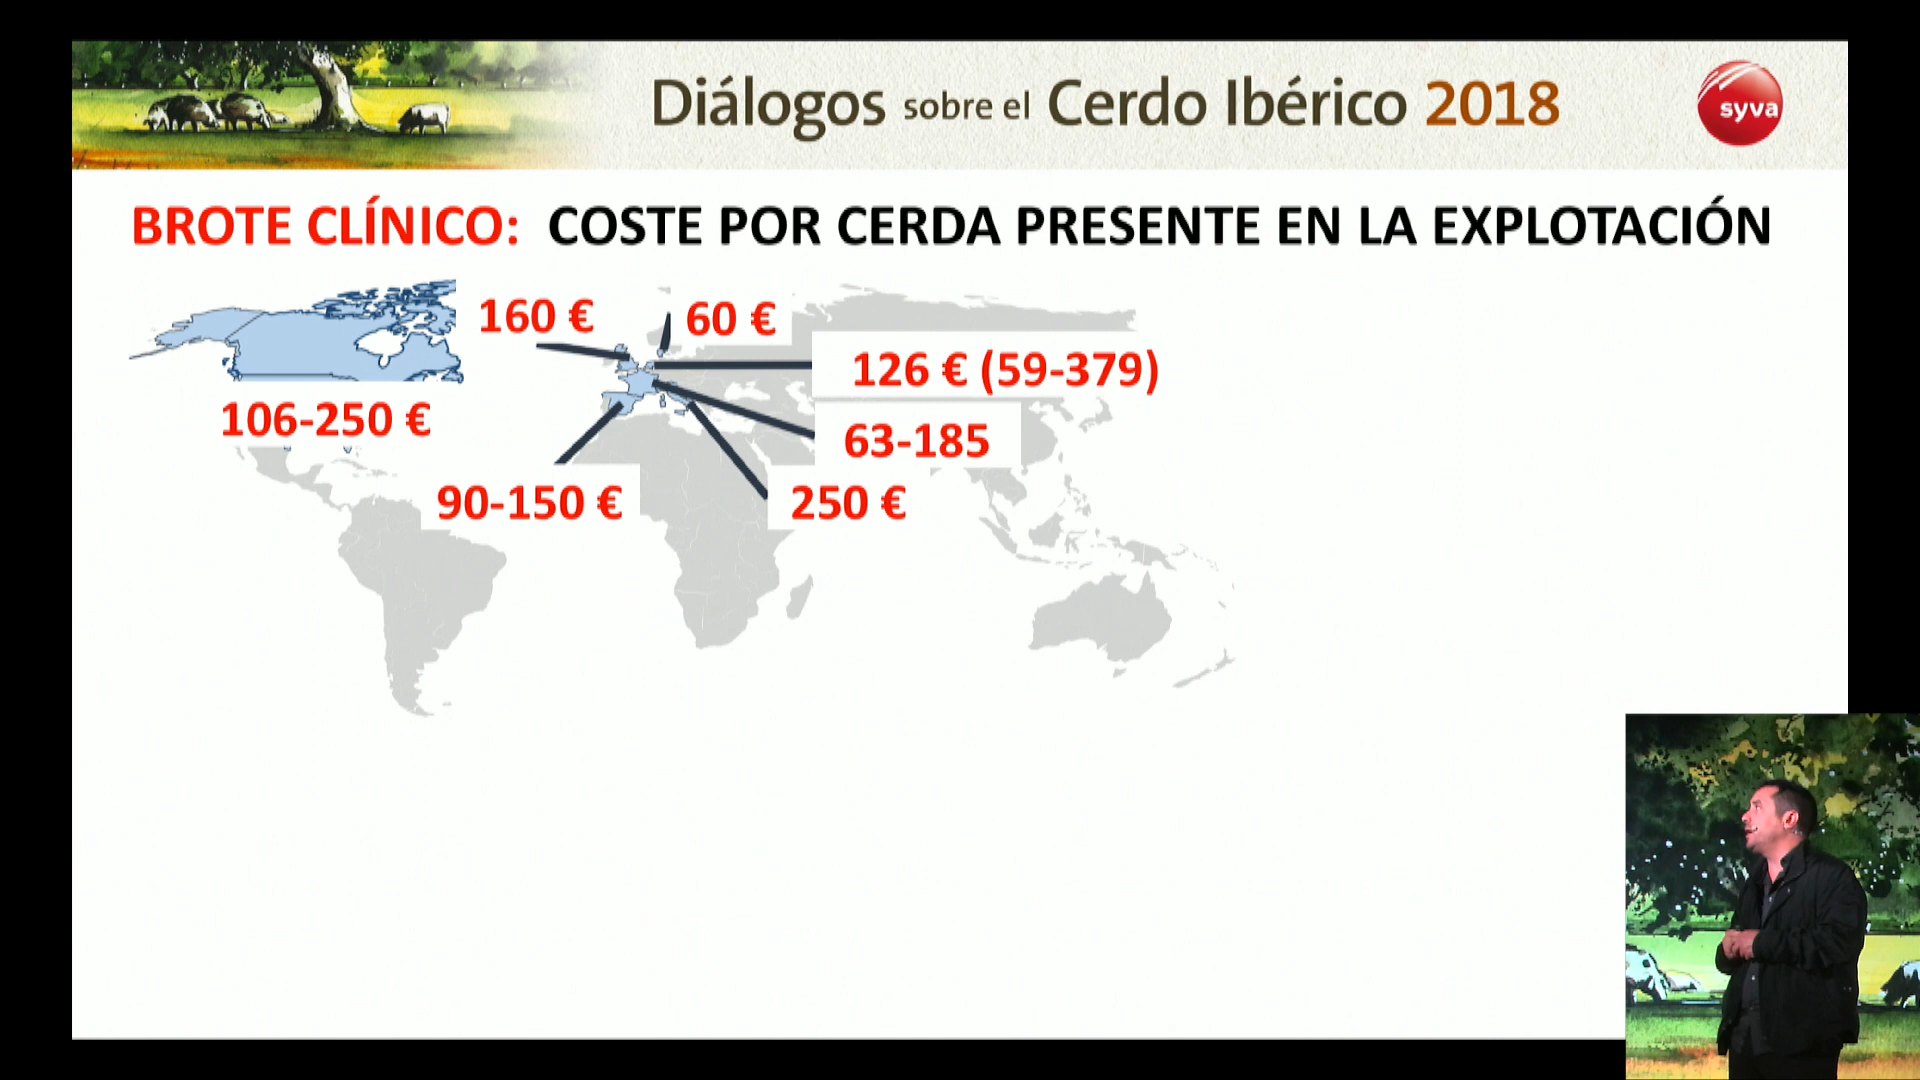 Diálogos sobre el Cerdo Ibérico 2018
syva
BROTE CLÍNICO: COSTE POR CERDA PRESENTE EN LA EXPLOTACIÓN
160 €
60 €
126 € (59-379)
106-250 €
63-185
90-150 €
250 €